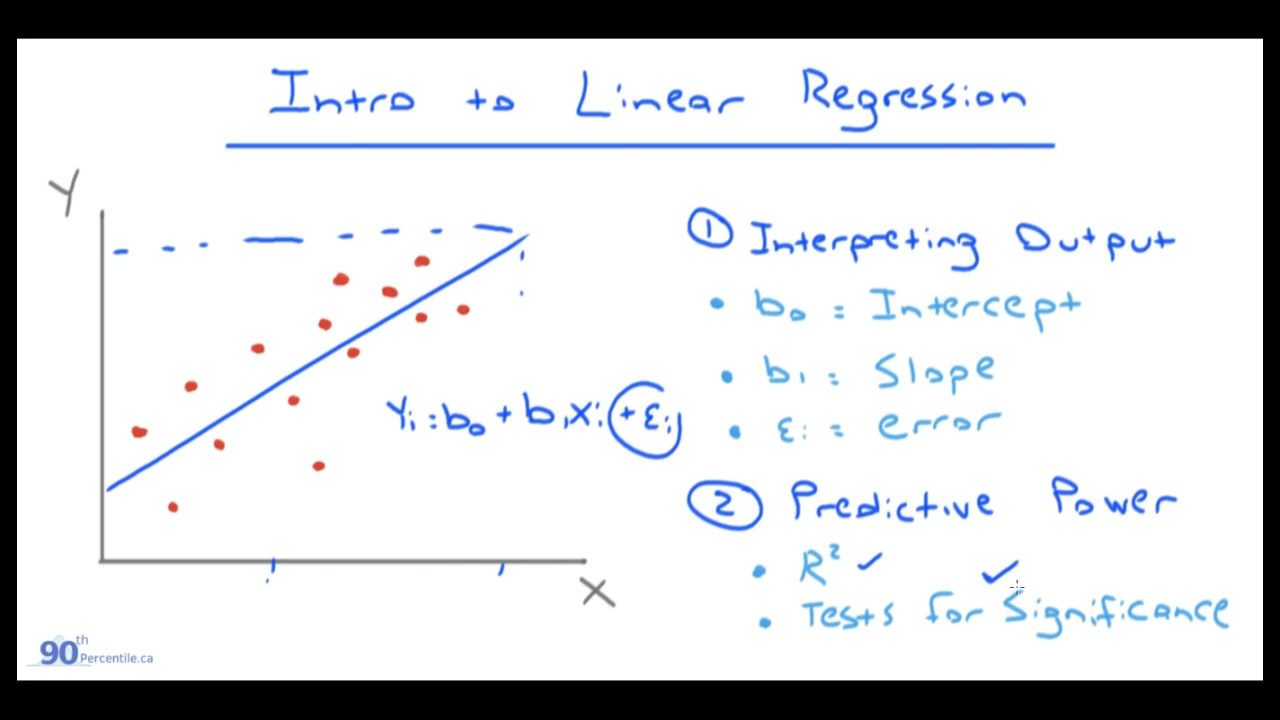 Intro to Linear Regression
Y
① Interpreting Output
• b₀ = Intercept
• b₁ = Slope
Yᵢ = b₀ + b₁Xᵢ + εᵢ
• εᵢ = error
② Predictive Power
• R² ✓
✓
• Tests for Significance
X
90th Percentile.ca